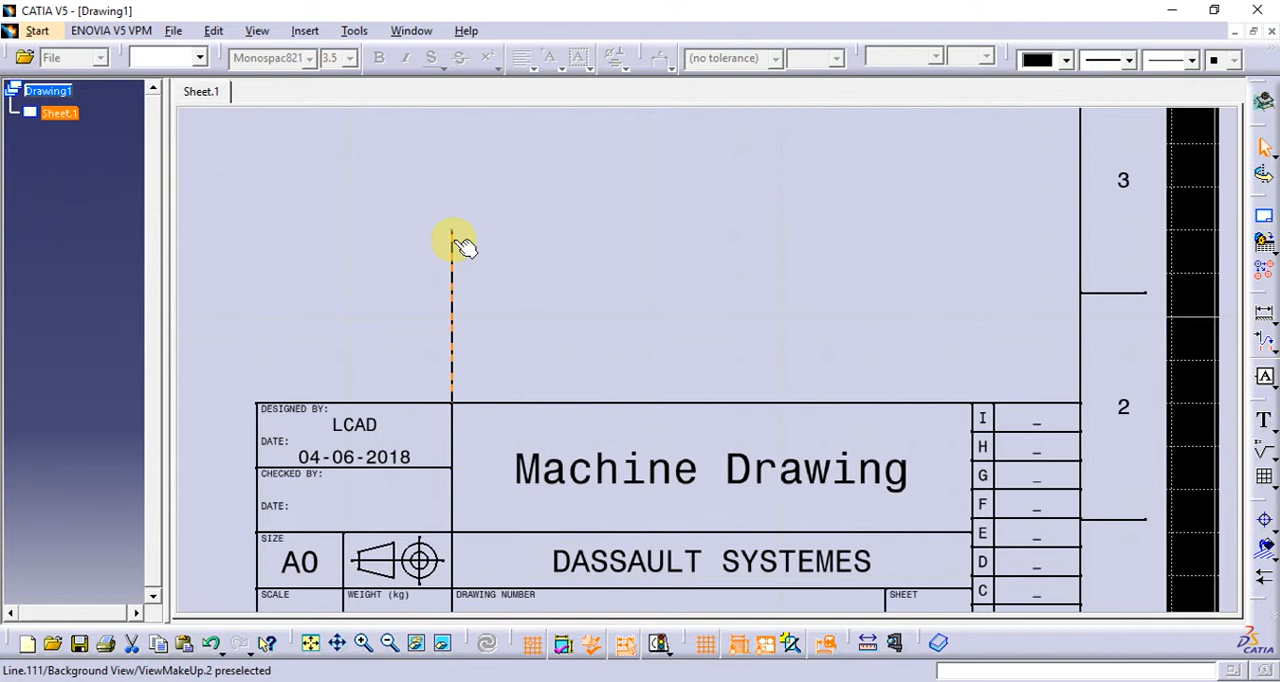 CATIA V5 - [Drawing1]
Start ENOVIA V5 VPM File Edit View Insert Tools Window Help
File Monospac821 3.5 B I S S (no tolerance)
Drawing1
Sheet.1
Sheet.1
3
2
DESIGNED BY:
LCAD
DATE:
04-06-2018
CHECKED BY:
DATE:
SIZE
A0
SCALE
WEIGHT (kg)
Machine Drawing
DASSAULT SYSTEMES
DRAWING NUMBER
SHEET
I _
H _
G _
F _
E _
D _
C _
CATIA
Line.111/Background View/ViewMakeUp.2 preselected